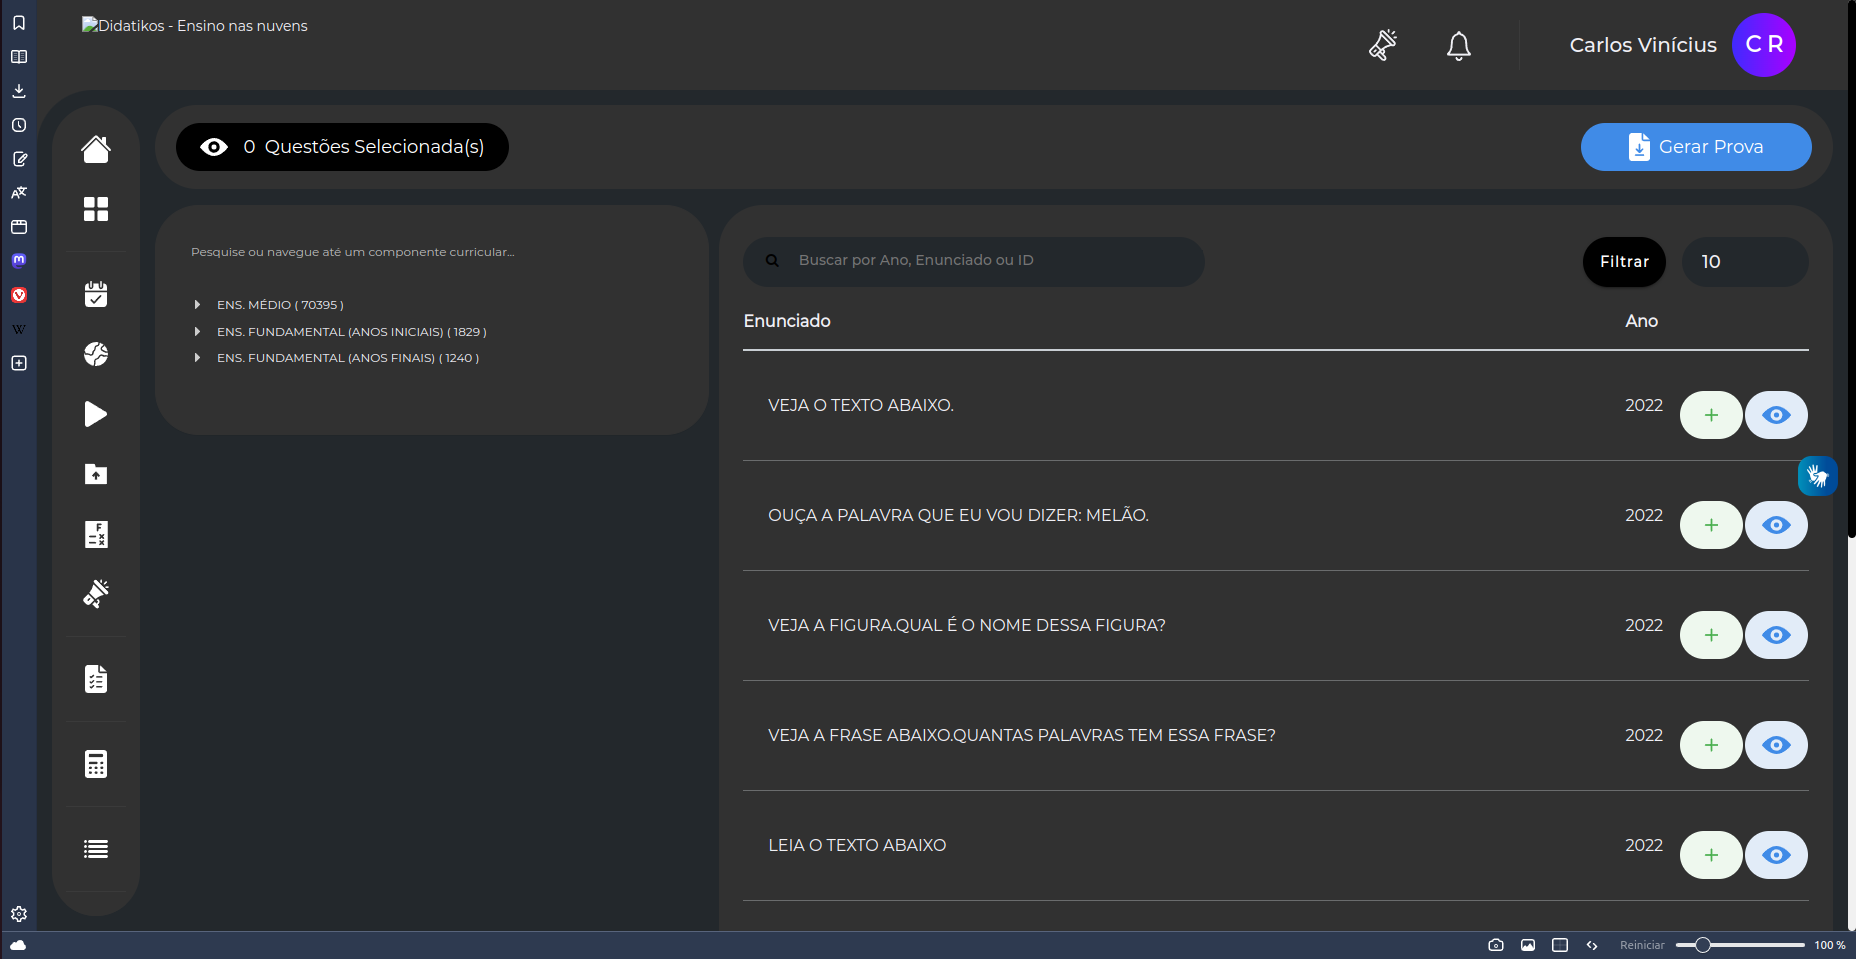 Didatikos - Ensino nas nuvens
Carlos Vinícius
C R
0 Questões Selecionada(s)
Gerar Prova
Pesquise ou navegue até um componente curricular...
ENS. MÉDIO ( 70395 )
ENS. FUNDAMENTAL (ANOS INICIAIS) ( 1829 )
ENS. FUNDAMENTAL (ANOS FINAIS) ( 1240 )
Buscar por Ano, Enunciado ou ID
Filtrar
10
Enunciado Ano
VEJA O TEXTO ABAIXO. 2022
OUÇA A PALAVRA QUE EU VOU DIZER: MELÃO. 2022
VEJA A FIGURA.QUAL É O NOME DESSA FIGURA? 2022
VEJA A FRASE ABAIXO.QUANTAS PALAVRAS TEM ESSA FRASE? 2022
LEIA O TEXTO ABAIXO 2022
Reiniciar 100 %